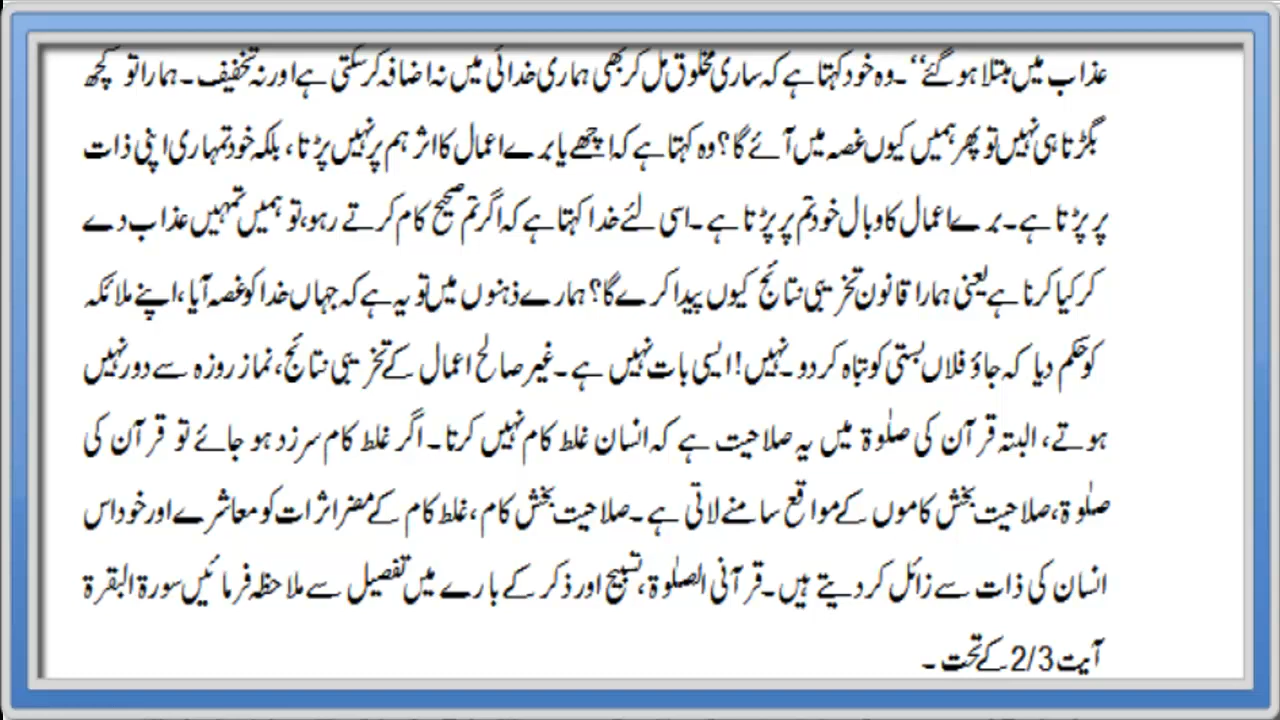 عذاب میں مبتلا ہو گئے‘‘۔ وہ خود کہتا ہے کہ ساری مخلوق مل کر بھی ہماری خدائی میں نہ اضافہ کر سکتی ہے اور نہ تخفیف۔ ہمارا تو کچھ
بگڑتا ہی نہیں تو پھر ہمیں کیوں غصہ میں آئے گا؟ وہ کہتا ہے کہ اچھے یا برے اعمال کا اثر ہم پر نہیں پڑتا، بلکہ خود تمہاری اپنی ذات
پر پڑتا ہے۔ برے اعمال کا وبال خود تم پر پڑتا ہے۔ اسی لئے خدا کہتا ہے کہ اگر تم صحیح کام کرتے رہو، تو ہمیں تمہیں عذاب دے
کر کیا کرنا ہے یعنی ہمارا قانون تخریبی نتائج کیوں پیدا کرے گا؟ ہمارے ذہنوں میں تو یہ ہے کہ جہاں خدا کو غصہ آیا، اپنے ملائکہ
کو حکم دیا کہ جاؤ فلاں بستی کو تباہ کر دو۔ نہیں! ایسی بات نہیں ہے۔ غیر صالح اعمال کے تخریبی نتائج، نماز روزہ سے دور نہیں
ہوتے، البتہ قرآن کی صلٰوۃ میں یہ صلاحیت ہے کہ انسان غلط کام نہیں کرتا۔ اگر غلط کام سرزد ہو جائے تو قرآن کی
صلٰوۃ، صلاحیت بخش کاموں کے مواقع سامنے لاتی ہے۔ صلاحیت بخش کام، غلط کام کے مضر اثرات کو معاشرے اور خود اس
انسان کی ذات سے زائل کر دیتے ہیں۔ قرآنی الصلٰوۃ، تسبیح اور ذکر کے بارے میں تفصیل سے ملاحظہ فرمائیں سورۃ البقرۃ
آیت 2/3 کے تحت ۔